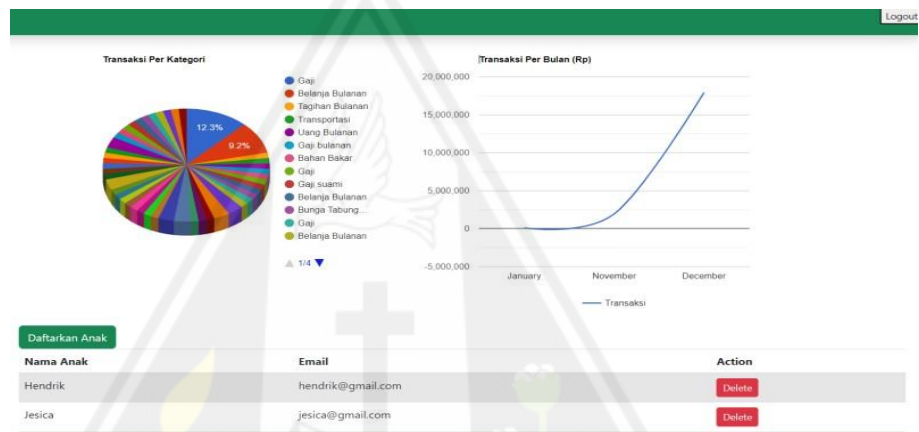 Logout
Transaksi Per Kategori
12.3%
9.2%
Gaji
Belanja Bulanan
Tagihan Bulanan
Transportasi
Uang Bulanan
Gaji bulanan
Bahan Bakar
Gaji
Gaji suami
Belanja Bulanan
Bunga Tabung...
Gaji
Belanja Bulanan
1/4
Transaksi Per Bulan (Rp)
20,000,000
15,000,000
10,000,000
5,000,000
0
-5,000,000
January November December
Transaksi
Daftarkan Anak
Nama Anak Email Action
Hendrik hendrik@gmail.com Delete
Jesica jesica@gmail.com Delete